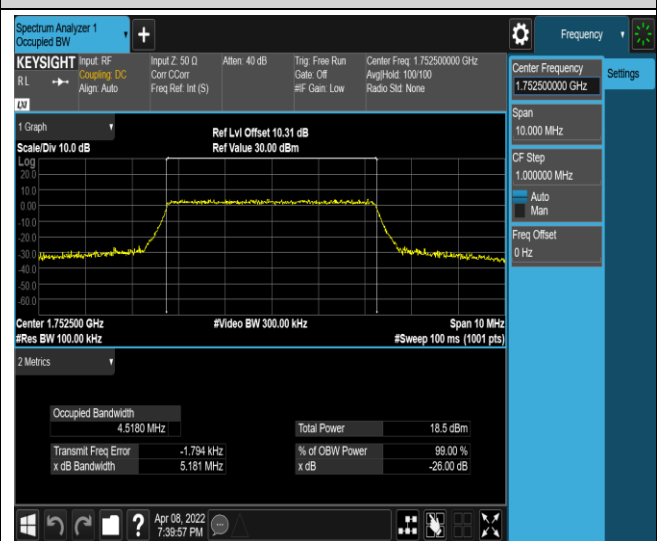 Spectrum Analyzer 1
Occupied BW
+
Frequency
KEYSIGHT
RL
LXI
Input: RF
Coupling: DC
Align: Auto
Input Z: 50 Ω
Corr CCorr
Freq Ref: Int (S)
Atten: 40 dB
Trig: Free Run
Gate: Off
#IF Gain: Low
Center Freq: 1.752500000 GHz
Avg|Hold: 100/100
Radio Std: None
Center Frequency
1.752500000 GHz
Settings
Span
10.000 MHz
CF Step
1.000000 MHz
Auto
Man
Freq Offset
0 Hz
1 Graph
Scale/Div 10.0 dB
Ref Lvl Offset 10.31 dB
Ref Value 30.00 dBm
Log
20.0
10.0
0.00
-10.0
-20.0
-30.0
-40.0
-50.0
-60.0
Center 1.752500 GHz
#Video BW 300.00 kHz
Span 10 MHz
#Res BW 100.00 kHz
#Sweep 100 ms (1001 pts)
2 Metrics
Occupied Bandwidth
4.5180 MHz
Total Power 18.5 dBm
Transmit Freq Error -1.794 kHz
% of OBW Power 99.00 %
x dB Bandwidth 5.181 MHz
x dB -26.00 dB
?
Apr 08, 2022
7:39:57 PM